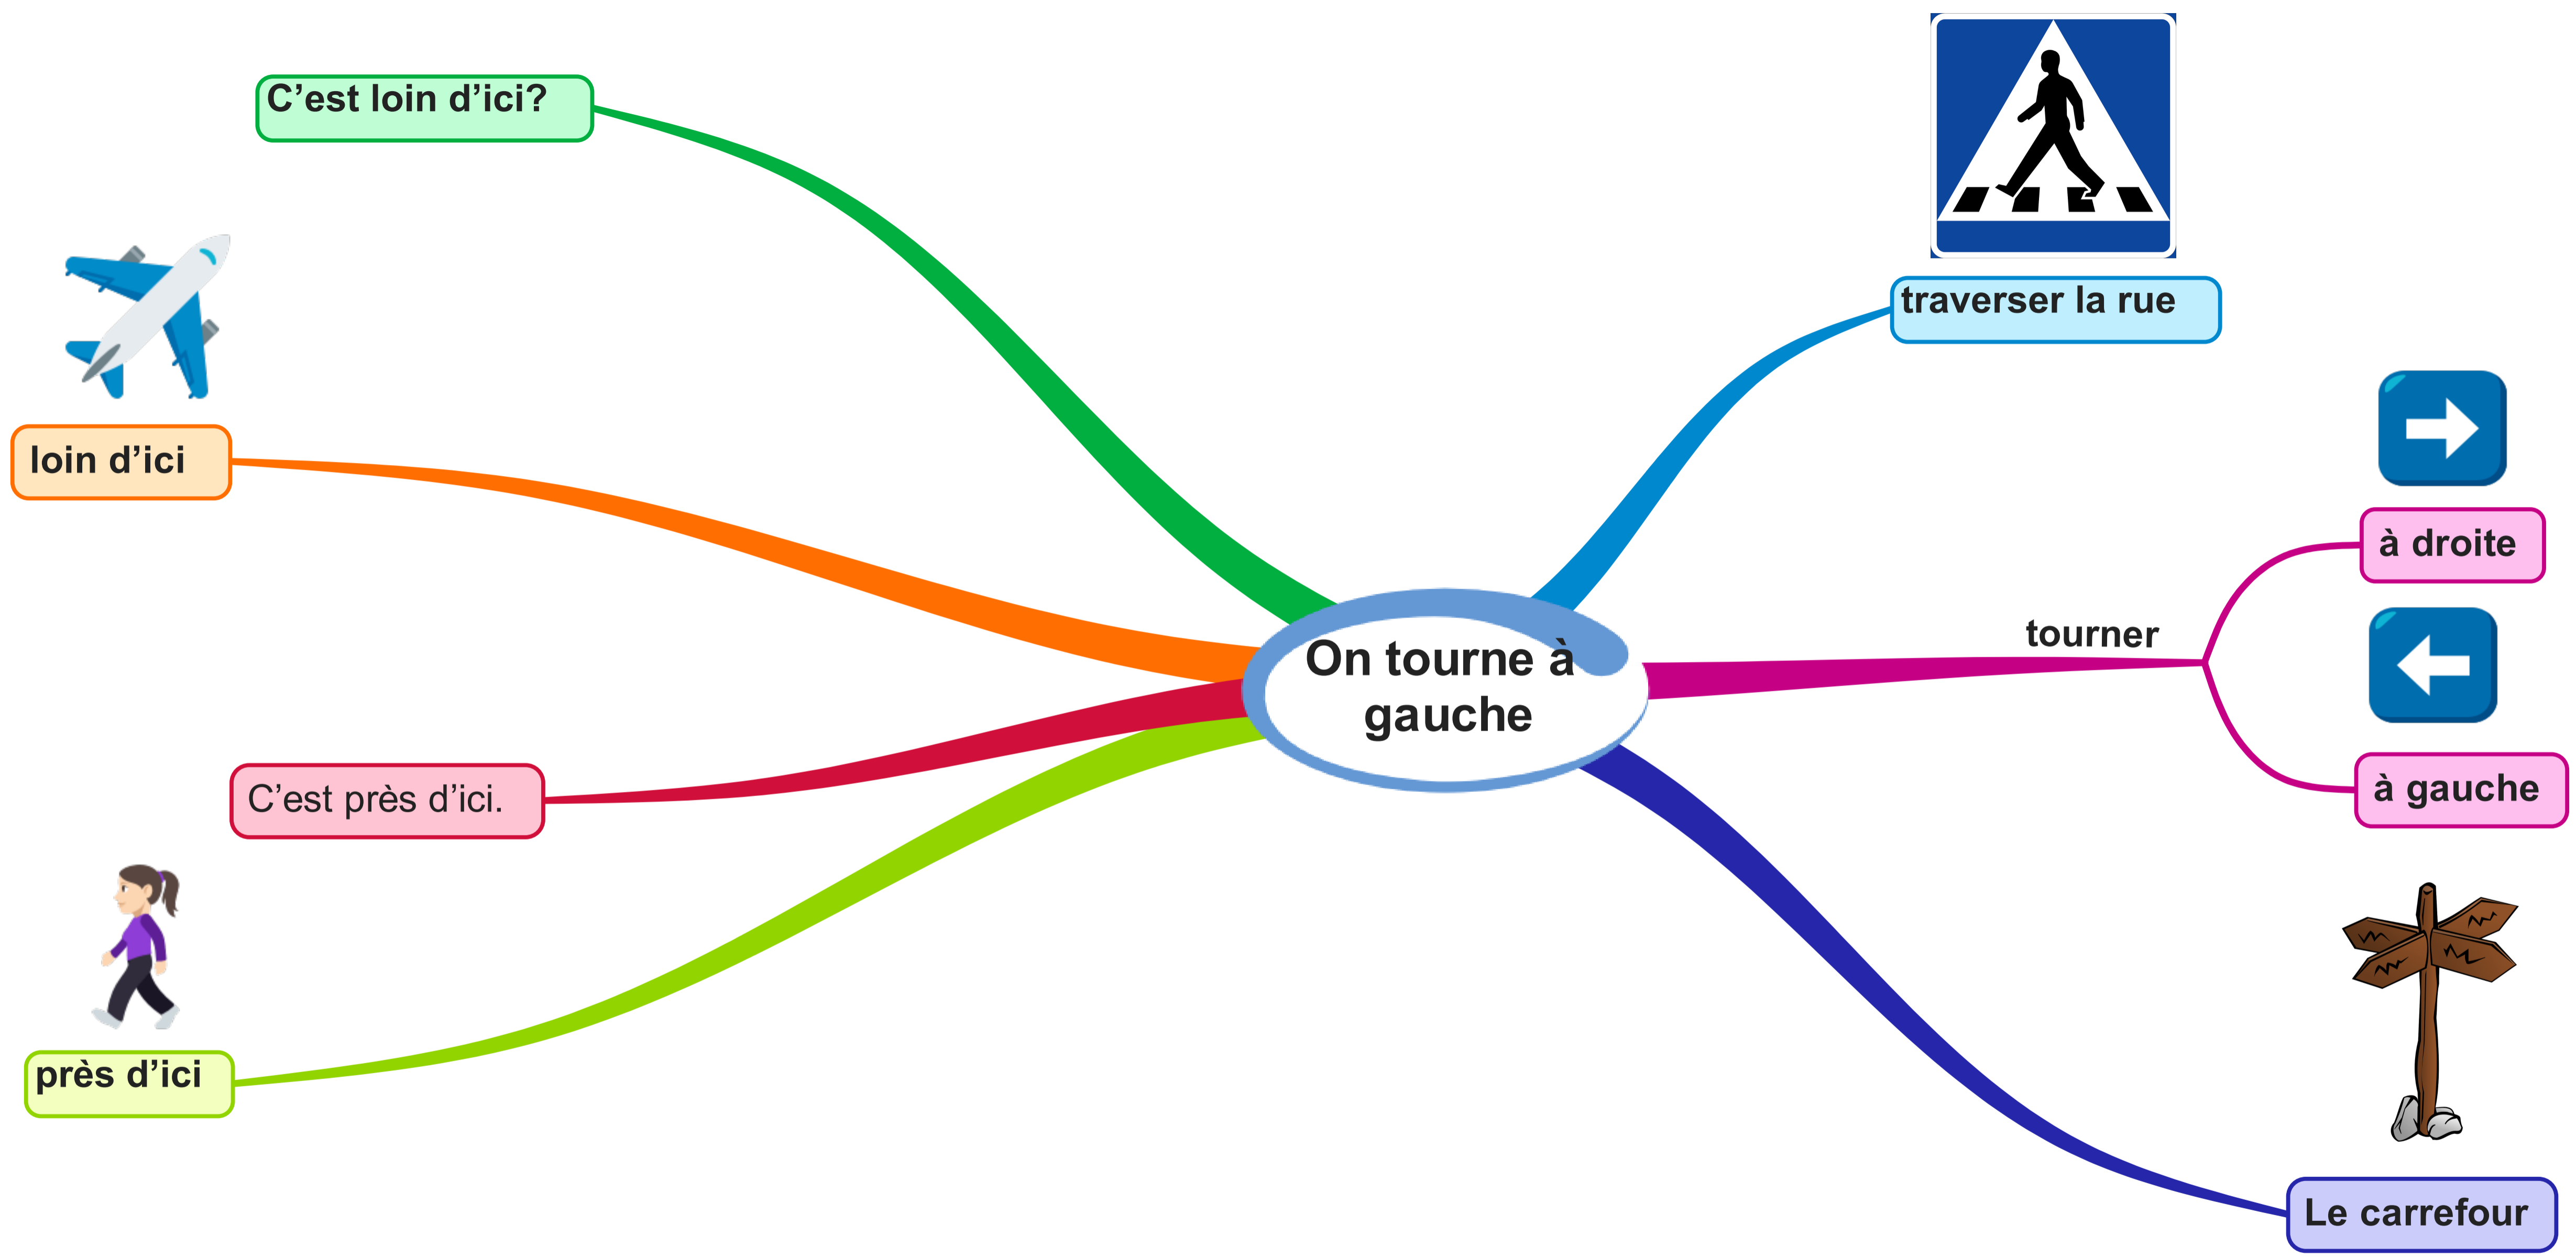 C’est loin d’ici?
loin d’ici
C’est près d’ici.
près d’ici
On tourne à
gauche
traverser la rue
tourner
à droite
à gauche
Le carrefour